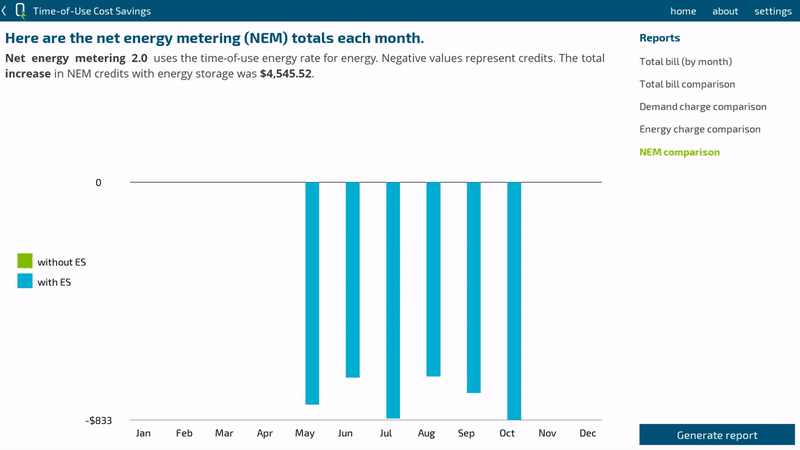 Time-of-Use Cost Savings
home about settings
Here are the net energy metering (NEM) totals each month.
Net energy metering 2.0 uses the time-of-use energy rate for energy. Negative values represent credits. The total
increase in NEM credits with energy storage was $4,545.52.
Reports
Total bill (by month)
Total bill comparison
Demand charge comparison
Energy charge comparison
NEM comparison
0
without ES
with ES
-$833
Jan Feb Mar Apr May Jun Jul Aug Sep Oct Nov Dec
Generate report